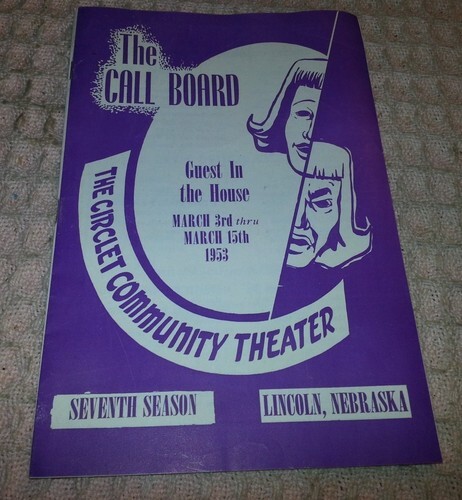 The
CALL BOARD
Guest In
the House
MARCH 3rd thru
MARCH 15th
1953
THE CIRCLET COMMUNITY THEATER
SEVENTH SEASON
LINCOLN, NEBRASKA